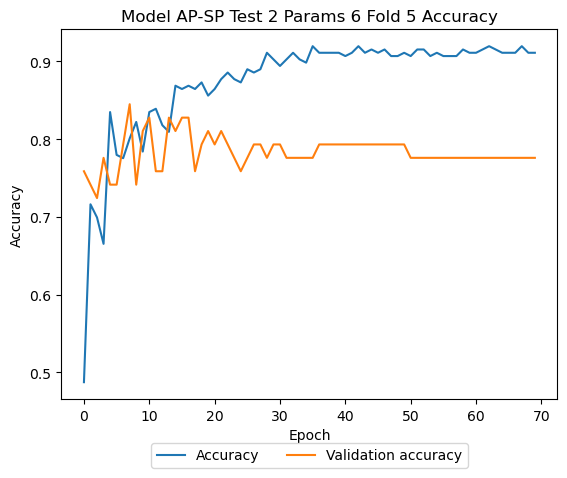 Model AP-SP Test 2 Params 6 Fold 5 Accuracy
Accuracy
0.9
0.8
0.7
0.6
0.5
0 10 20 30 40 50 60 70
Epoch
Accuracy Validation accuracy